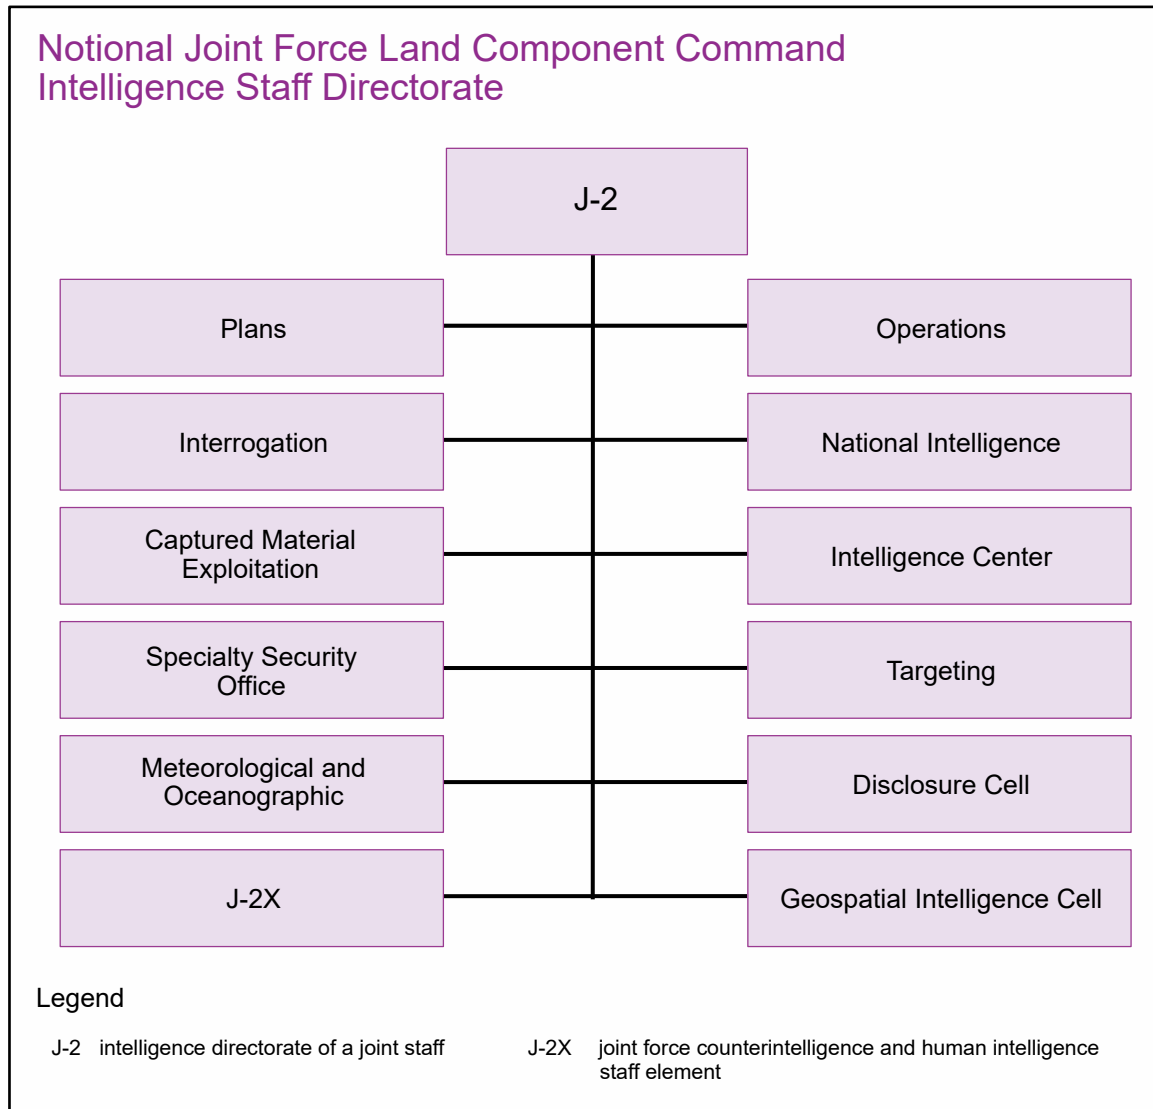 Notional Joint Force Land Component Command
Intelligence Staff Directorate
J-2
Plans
Operations
Interrogation
National Intelligence
Captured Material
Exploitation
Intelligence Center
Specialty Security
Office
Targeting
Meteorological and
Oceanographic
Disclosure Cell
J-2X
Geospatial Intelligence Cell
Legend
J-2 intelligence directorate of a joint staff
J-2X joint force counterintelligence and human intelligence
staff element